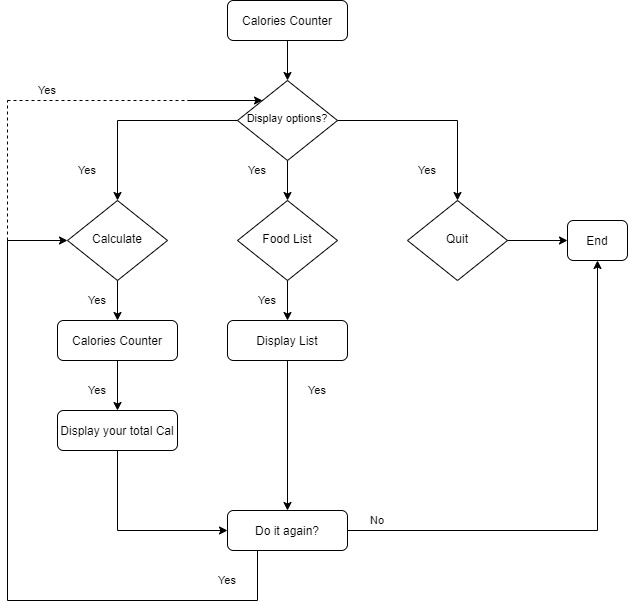 Calories Counter
Yes
Display options?
Yes
Yes
Yes
Calculate
Food List
Quit
End
Yes
Yes
Calories Counter
Display List
Yes
Yes
Display your total Cal
Do it again?
No
Yes